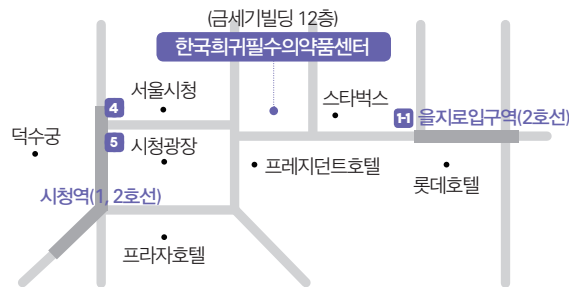 (금세기빌딩 12층)
한국희귀필수의약품센터
서울시청
4
스타벅스
1-1 을지로입구역(2호선)
덕수궁
5
시청광장
프레지던트호텔
롯데호텔
시청역(1, 2호선)
프라자호텔